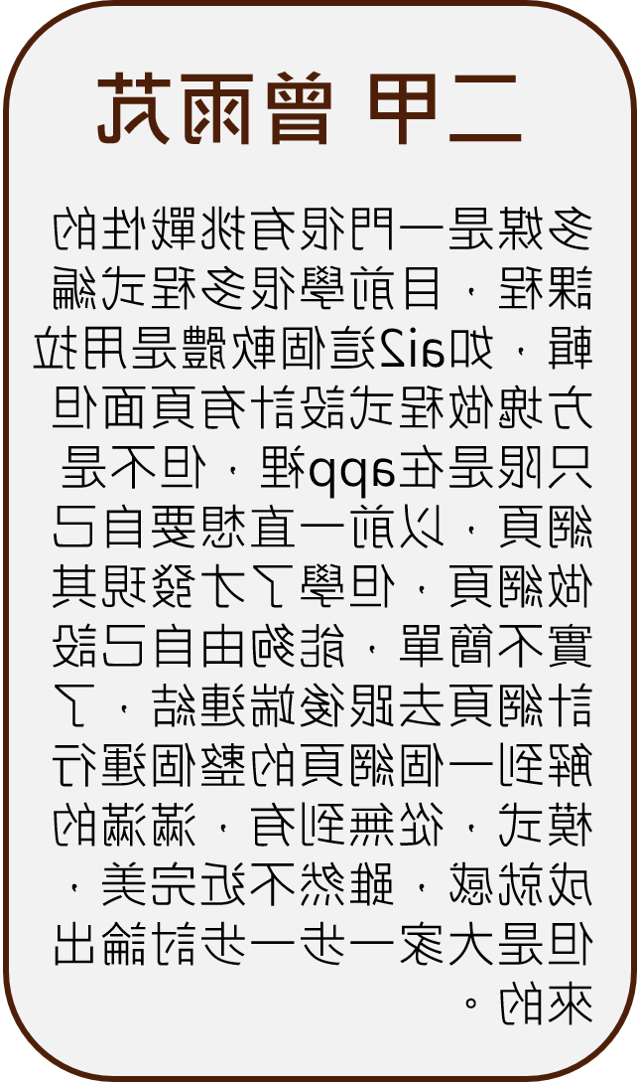 二甲 曾雨芃
多媒是一門很有挑戰性的
課程，目前學很多程式編
輯，如ai2這個軟體是用拉
方塊做程式設計有頁面但
只限是在app裡，但不是
網頁，以前一直想要自己
做網頁，但學了才發現其
實不簡單，能夠由自己設
計網頁去跟後端連結，了
解到一個網頁的整個運行
模式，從無到有，滿滿的
成就感，雖然不近完美，
但是大家一步一步討論出
來的。